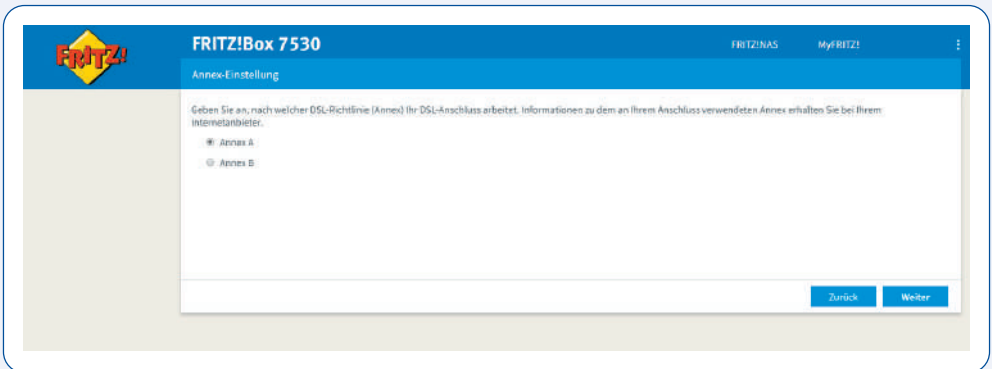 FRITZ!
FRITZ!Box 7530
FRITZ!NAS MyFRITZ!
Annex-Einstellung
Geben Sie an, nach welcher DSL-Richtlinie (Annex) Ihr DSL-Anschluss arbeitet. Informationen zu dem an Ihrem Anschluss verwendeten Annex erhalten Sie bei Ihrem
Internetanbieter.
Annex A
Annex B
Zurück Weiter